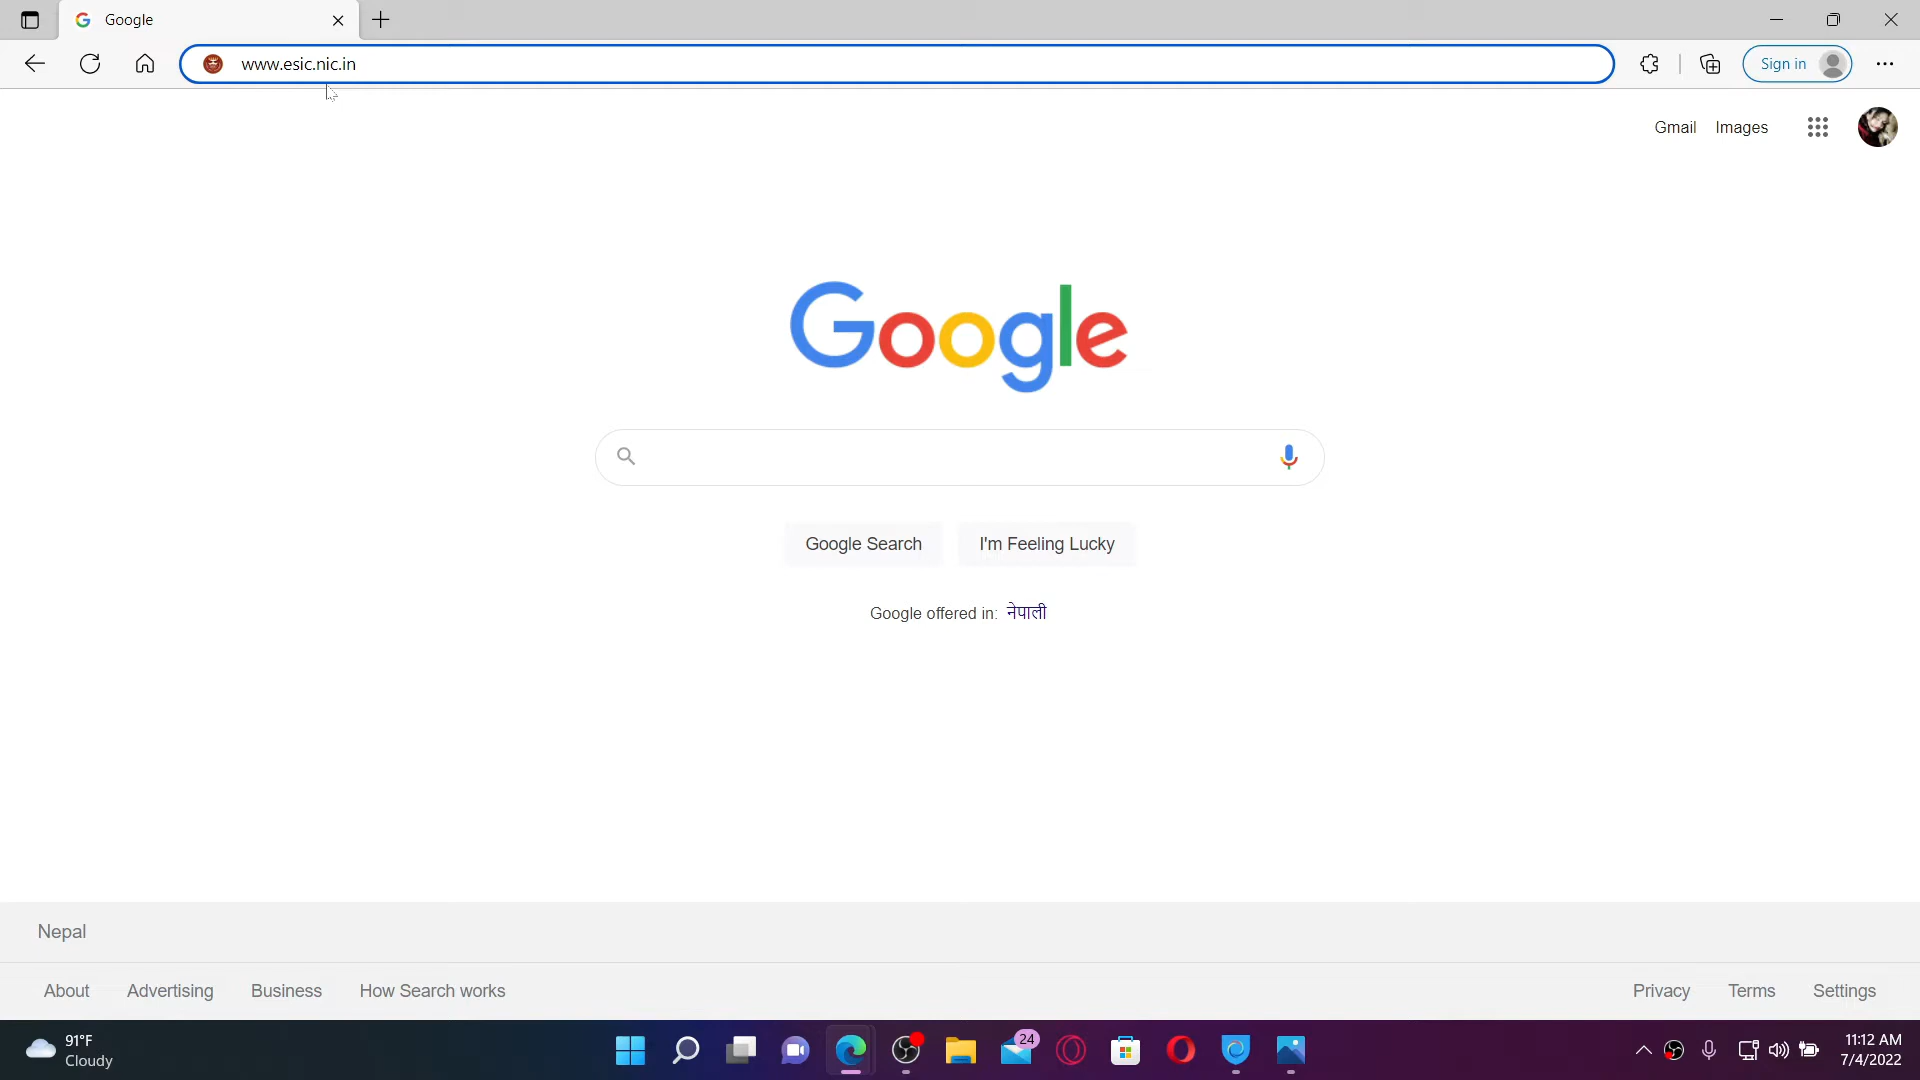 Google
www.esic.nic.in
Sign in
Gmail Images
Google
Google Search I'm Feeling Lucky
Google offered in: नेपाली
Nepal
About Advertising Business How Search works Privacy Terms Settings
91°F
Cloudy
24
11:12 AM
7/4/2022